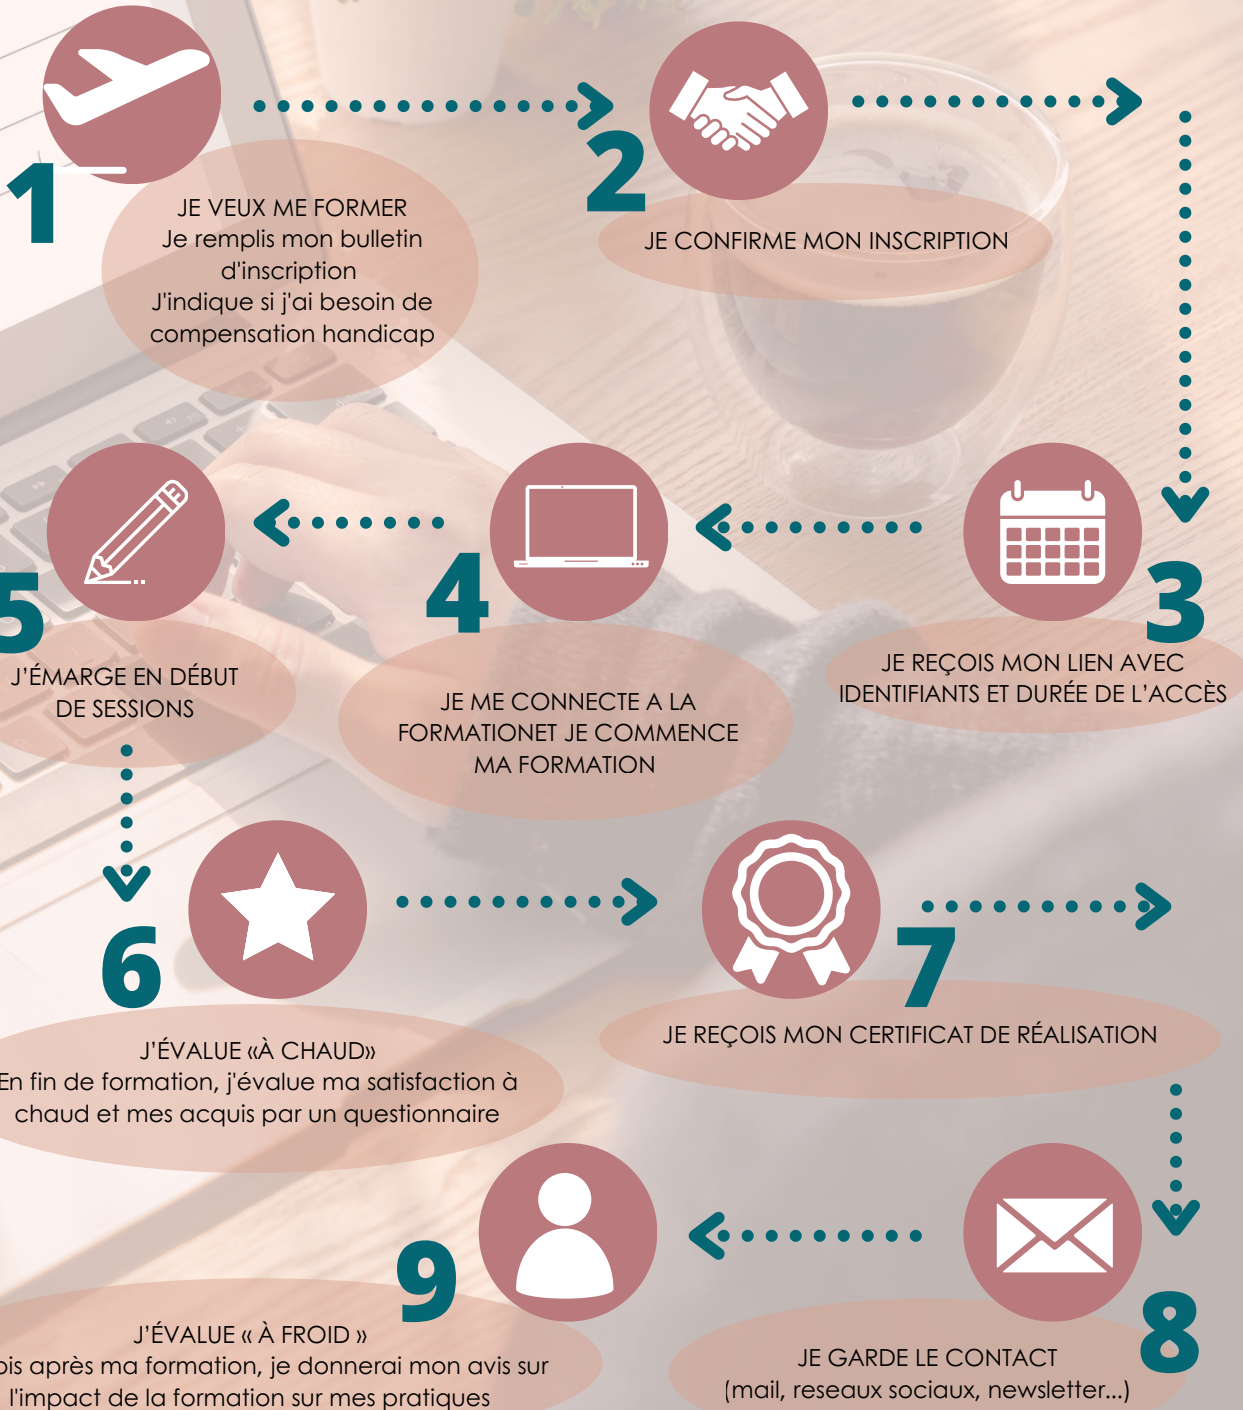 1
JE VEUX ME FORMER
Je remplis mon bulletin
d'inscription
J'indique si j'ai besoin de
compensation handicap
2
JE CONFIRME MON INSCRIPTION
3
JE REÇOIS MON LIEN AVEC
IDENTIFIANTS ET DURÉE DE L’ACCÈS
4
JE ME CONNECTE A LA
FORMATIONET JE COMMENCE
MA FORMATION
5
J’ÉMARGE EN DÉBUT
DE SESSIONS
6
J’ÉVALUE «À CHAUD»
En fin de formation, j'évalue ma satisfaction à
chaud et mes acquis par un questionnaire
7
JE REÇOIS MON CERTIFICAT DE RÉALISATION
8
JE GARDE LE CONTACT
(mail, reseaux sociaux, newsletter...)
9
J’ÉVALUE « À FROID »
après ma formation, je donnerai mon avis sur
l'impact de la formation sur mes pratiques